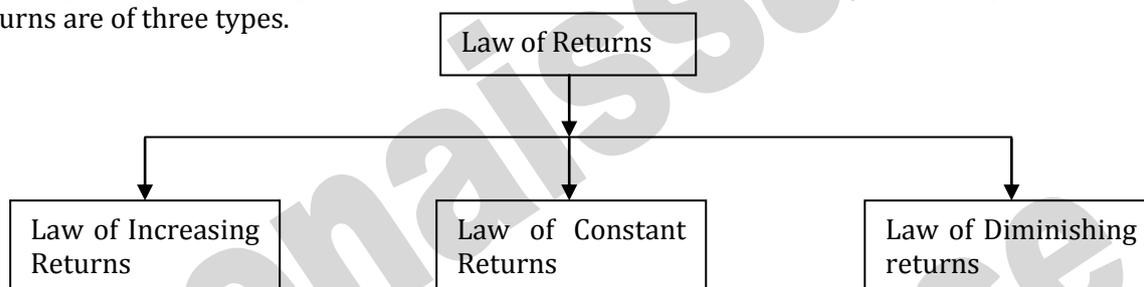 urns are of three types.
Law of Returns
Law of Increasing
Returns
Law of Constant
Returns
Law of Diminishing
returns